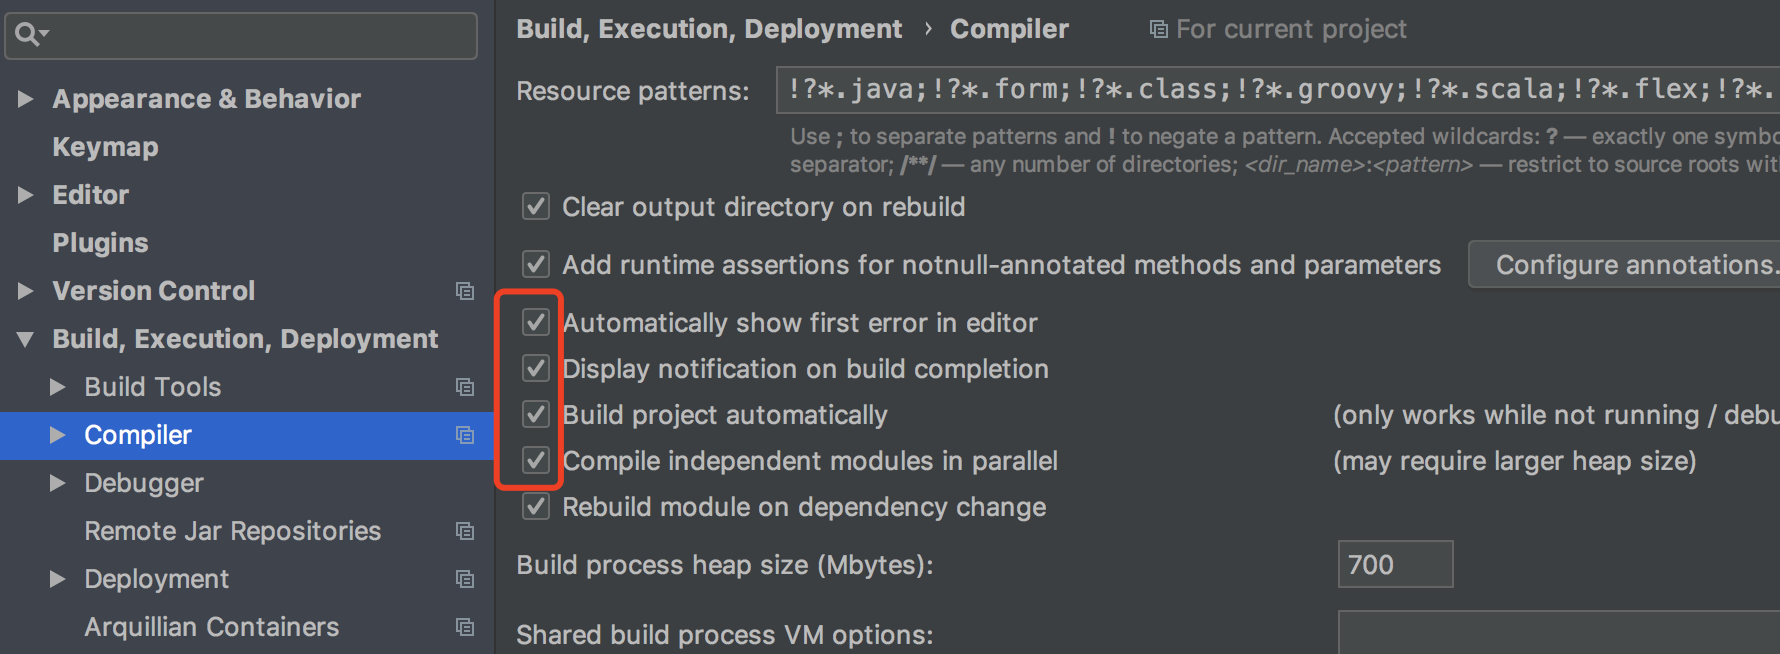 Build, Execution, Deployment › Compiler For current project
Appearance & Behavior
Keymap
Editor
Plugins
Version Control
Build, Execution, Deployment
Build Tools
Compiler
Debugger
Remote Jar Repositories
Deployment
Arquillian Containers
Resource patterns: !?*.java;!?*.form;!?*.class;!?*.groovy;!?*.scala;!?*.flex;!?*.
Use ; to separate patterns and ! to negate a pattern. Accepted wildcards: ? — exactly one symbo
separator; /**/ — any number of directories; <dir_name>:<pattern> — restrict to source roots wit
Clear output directory on rebuild
Add runtime assertions for notnull-annotated methods and parameters Configure annotations.
Automatically show first error in editor
Display notification on build completion
Build project automatically (only works while not running / debu
Compile independent modules in parallel (may require larger heap size)
Rebuild module on dependency change
Build process heap size (Mbytes): 700
Shared build process VM options: